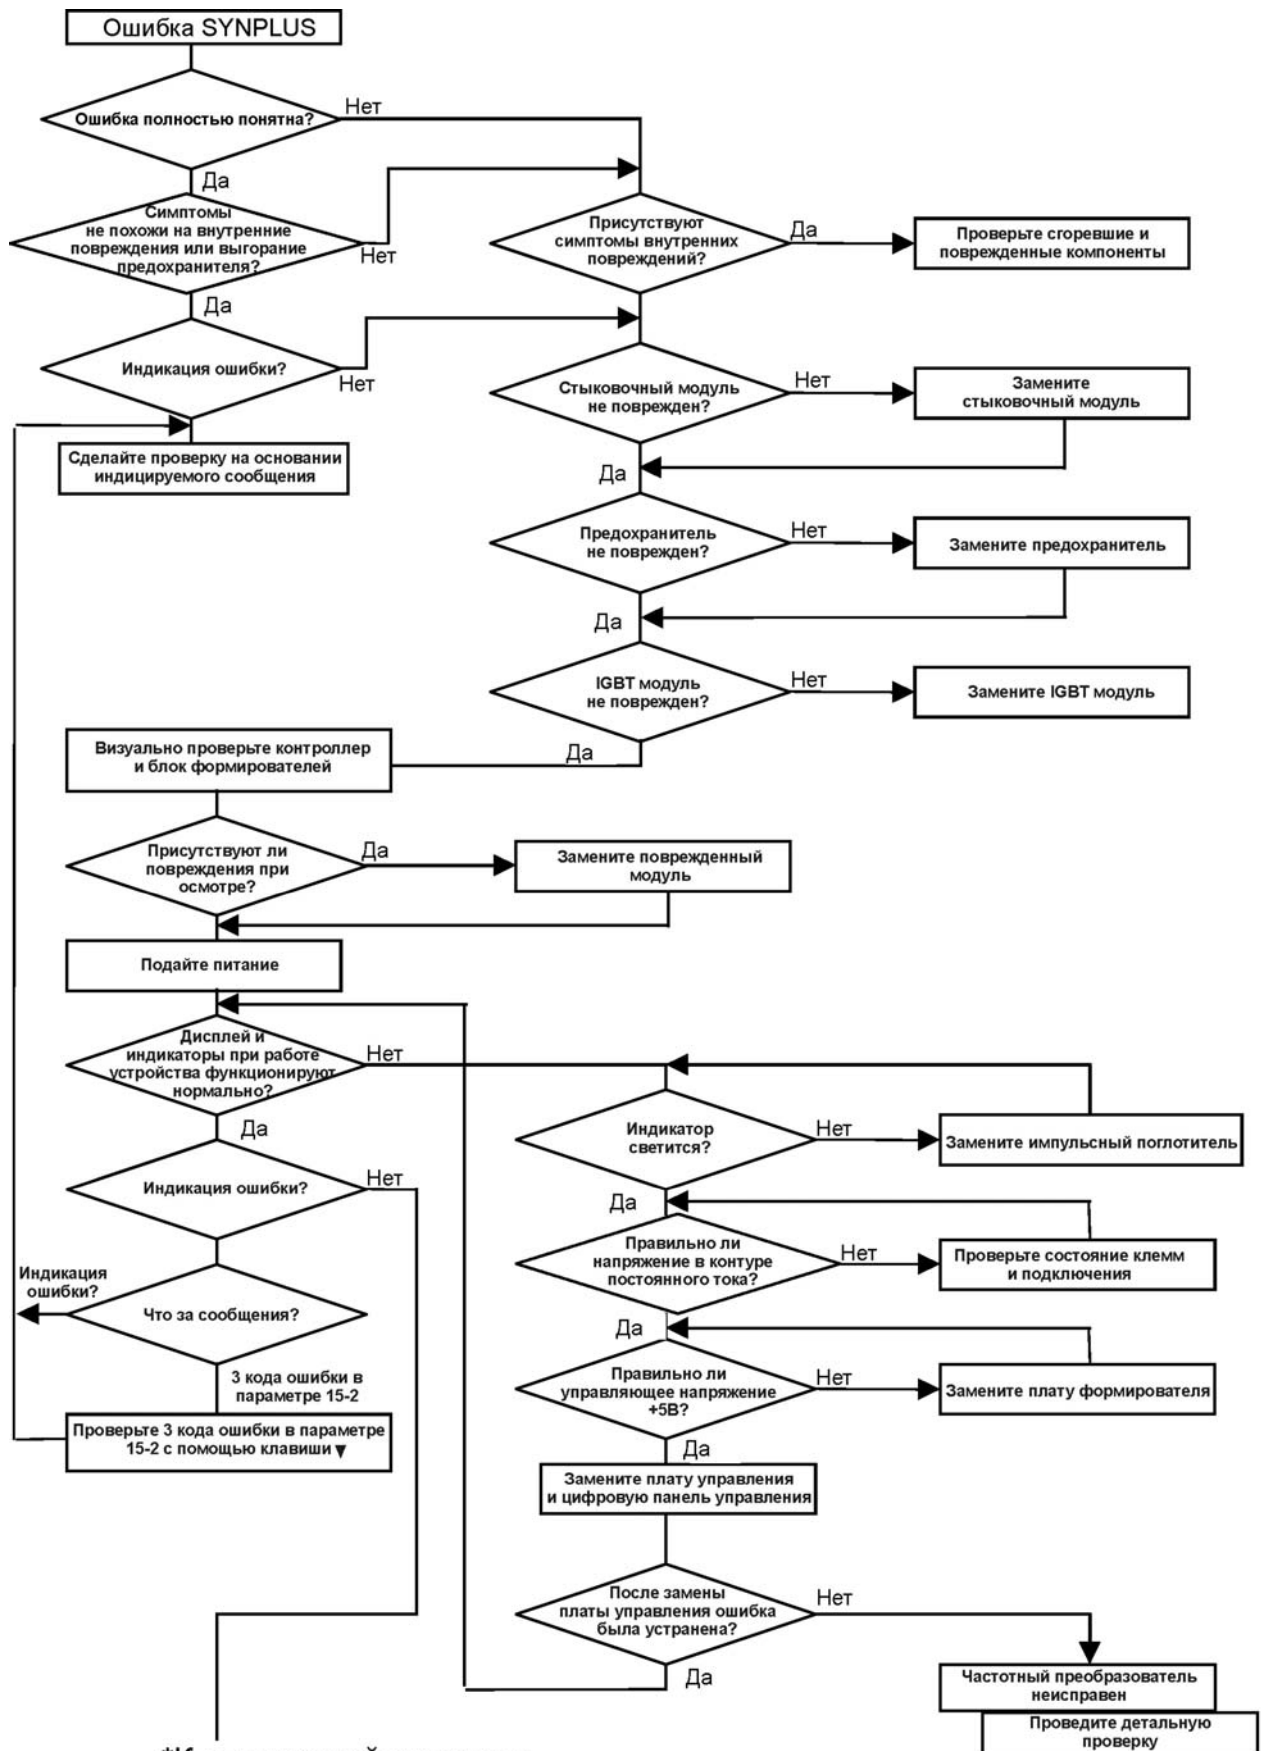 Ошибка SYNPLUS
Ошибка полностью понятна?
Нет
Да
Симптомы
не похожи на внутренние
повреждения или выгорание
предохранителя?
Нет
Присутствуют
симптомы внутренних
повреждений?
Да
Проверьте сгоревшие и
поврежденные компоненты
Да
Индикация ошибки?
Нет
Стыковочный модуль
не поврежден?
Нет
Замените
стыковочный модуль
Сделайте проверку на основании
индицируемого сообщения
Да
Предохранитель
не поврежден?
Нет
Замените предохранитель
Да
IGBT модуль
не поврежден?
Нет
Замените IGBT модуль
Да
Визуально проверьте контроллер
и блок формирователей
Присутствуют ли
повреждения при
осмотре?
Да
Замените поврежденный
модуль
Подайте питание
Дисплей и
индикаторы при работе
устройства функционируют
нормально?
Нет
Да
Индикатор
светится?
Нет
Замените импульсный поглотитель
Индикация ошибки?
Нет
Да
Правильно ли
напряжение в контуре
постоянного тока?
Нет
Проверьте состояние клемм
и подключения
Индикация
ошибки?
Что за сообщения?
Да
Правильно ли
управляющее напряжение
+5В?
Нет
Замените плату формирователя
3 кода ошибки в
параметре 15-2
Проверьте 3 кода ошибки в параметре
15-2 с помощью клавиши ▼
Да
Замените плату управления
и цифровую панель управления
После замены
платы управления ошибка
была устранена?
Нет
Да
Частотный преобразователь
неисправен
Проведите детальную
проверку